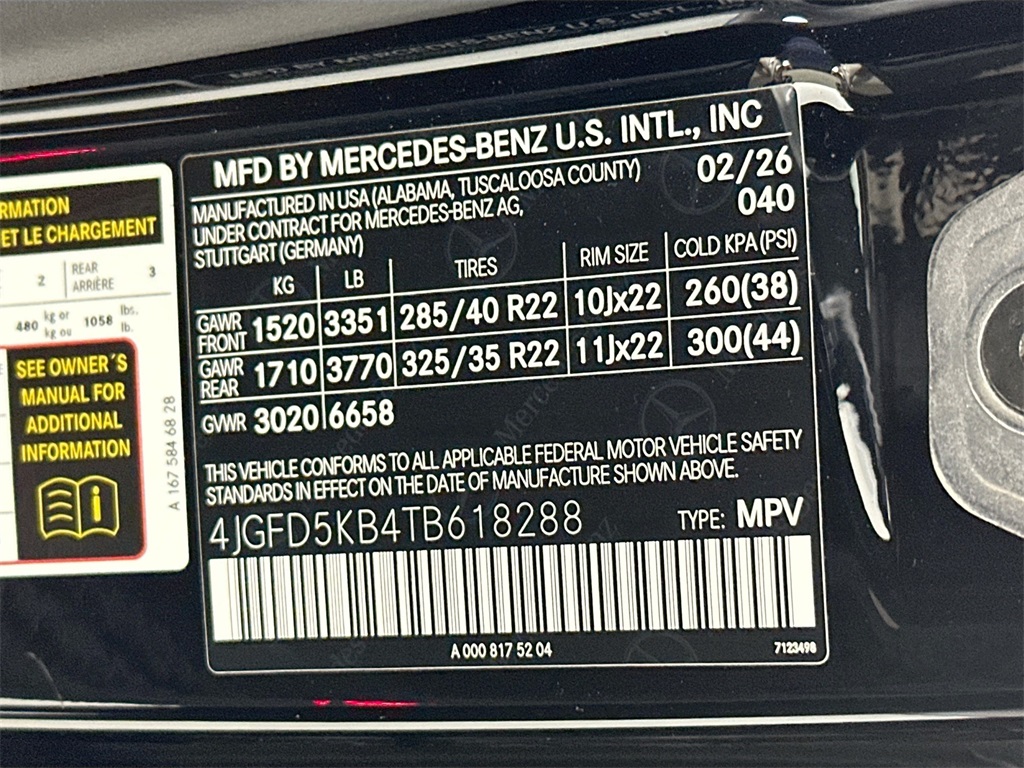 MFD BY MERCEDES-BENZ U.S. INTL., INC
MANUFACTURED IN USA (ALABAMA, TUSCALOOSA COUNTY)
UNDER CONTRACT FOR MERCEDES-BENZ AG,
STUTTGART (GERMANY)
02/26
040
KG LB TIRES RIM SIZE COLD KPA (PSI)
GAWR FRONT 1520 3351 285/40 R22 10Jx22 260(38)
GAWR REAR 1710 3770 325/35 R22 11Jx22 300(44)
GVWR 3020 6658
THIS VEHICLE CONFORMS TO ALL APPLICABLE FEDERAL MOTOR VEHICLE SAFETY
STANDARDS IN EFFECT ON THE DATE OF MANUFACTURE SHOWN ABOVE.
4JGFD5KB4TB618288 TYPE: MPV
A 000 817 52 04 7123498
ET LE CHARGEMENT
2 REAR ARRIÈRE 3
480 kg or kg ou 1058 lbs. lb.
SEE OWNER´S
MANUAL FOR
ADDITIONAL
INFORMATION
A 167 584 68 28